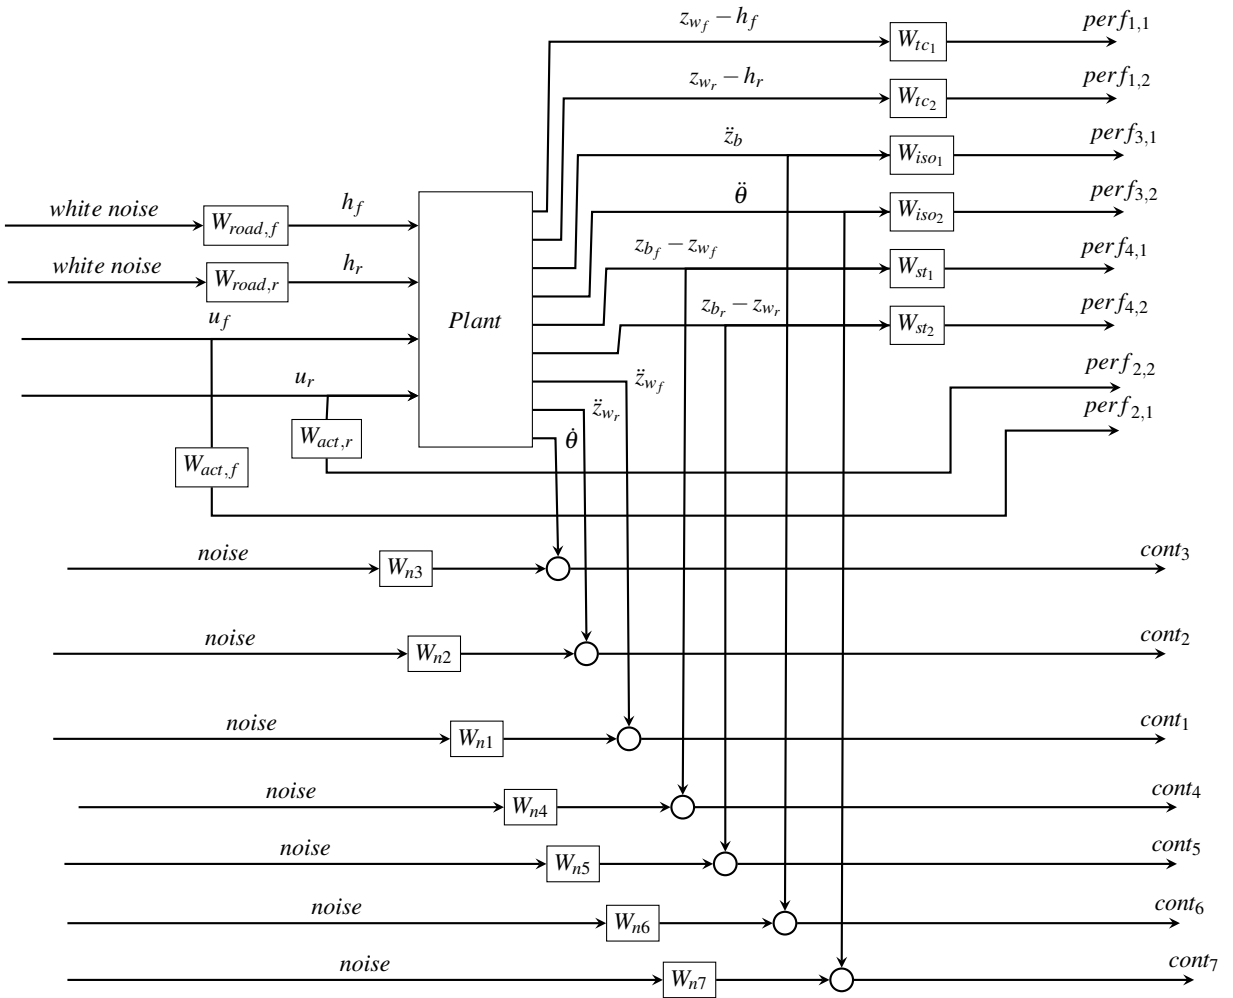 z_{w_f} − h_f
W_{tc_1}
perf_{1,1}
z_{w_r} − h_r
W_{tc_2}
perf_{1,2}
z̈_b
W_{iso_1}
perf_{3,1}
white noise
W_{road,f}
h_f
θ̈
W_{iso_2}
perf_{3,2}
white noise
W_{road,r}
h_r
z_{b_f} − z_{w_f}
W_{st_1}
perf_{4,1}
u_f
Plant
z_{b_r} − z_{w_r}
W_{st_2}
perf_{4,2}
u_r
z̈_{w_f}
perf_{2,2}
z̈_{w_r}
perf_{2,1}
W_{act,r}
θ̇
W_{act,f}
noise
W_{n3}
cont_3
noise
W_{n2}
cont_2
noise
W_{n1}
cont_1
noise
W_{n4}
cont_4
noise
W_{n5}
cont_5
noise
W_{n6}
cont_6
noise
W_{n7}
cont_7